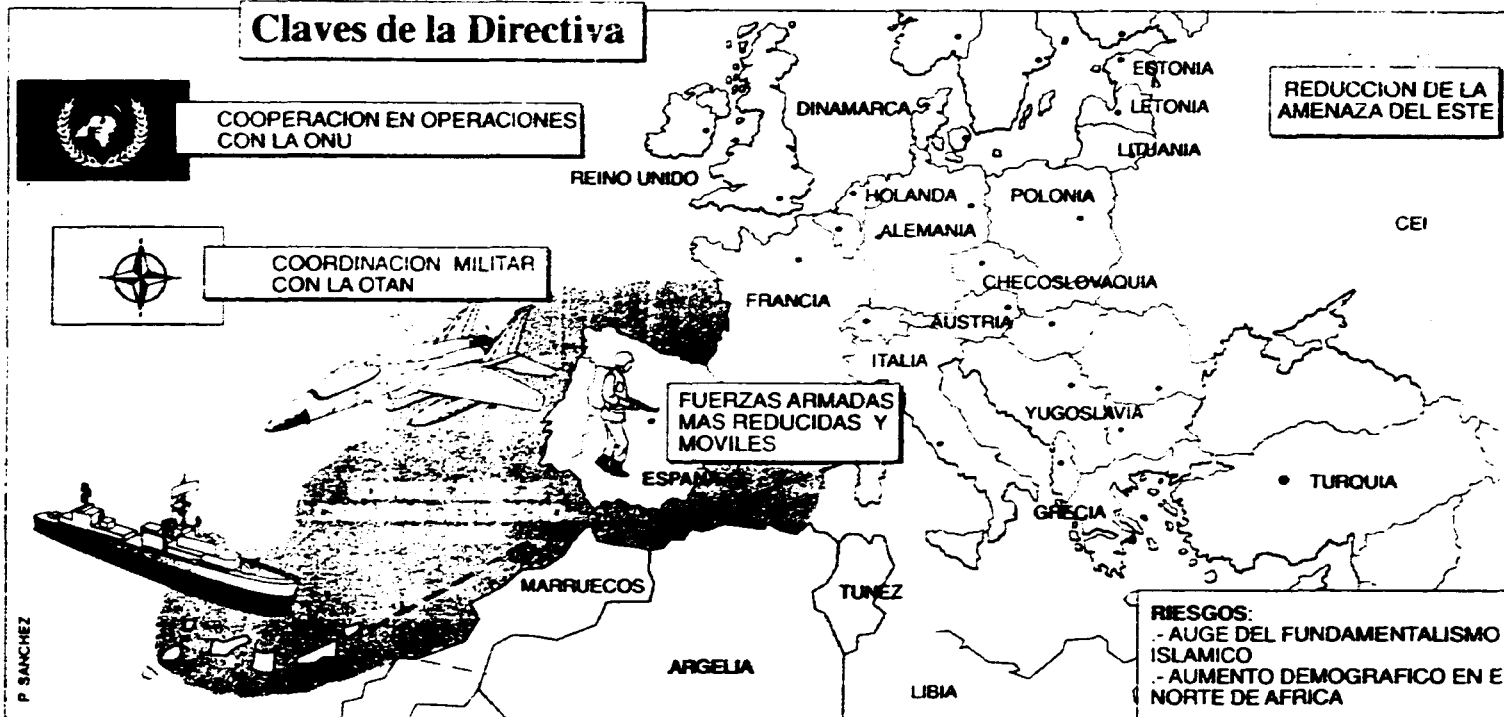 Claves de la Directiva
COOPERACION EN OPERACIONES
CON LA ONU
COORDINACION MILITAR
CON LA OTAN
REDUCCION DE LA
AMENAZA DEL ESTE
ESTONIA
LETONIA
LITUANIA
DINAMARCA
REINO UNIDO
HOLANDA
POLONIA
ALEMANIA
CEI
CHECOSLOVAQUIA
FRANCIA
AUSTRIA
ITALIA
FUERZAS ARMADAS
MAS REDUCIDAS Y
MOVILES
YUGOSLAVIA
ESPAÑA
TURQUIA
GRECIA
MARRUECOS
TUNEZ
ARGELIA
LIBIA
RIESGOS:
.- AUGE DEL FUNDAMENTALISMO
ISLAMICO
.- AUMENTO DEMOGRAFICO EN E
NORTE DE AFRICA
P SANCHEZ